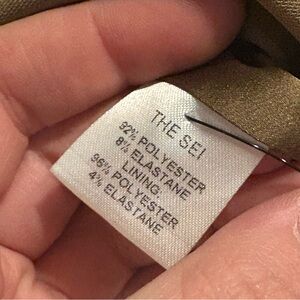 THE SEI
92% POLYESTER
8% ELASTANE
LINING-
96% POLYESTER
4% ELASTANE